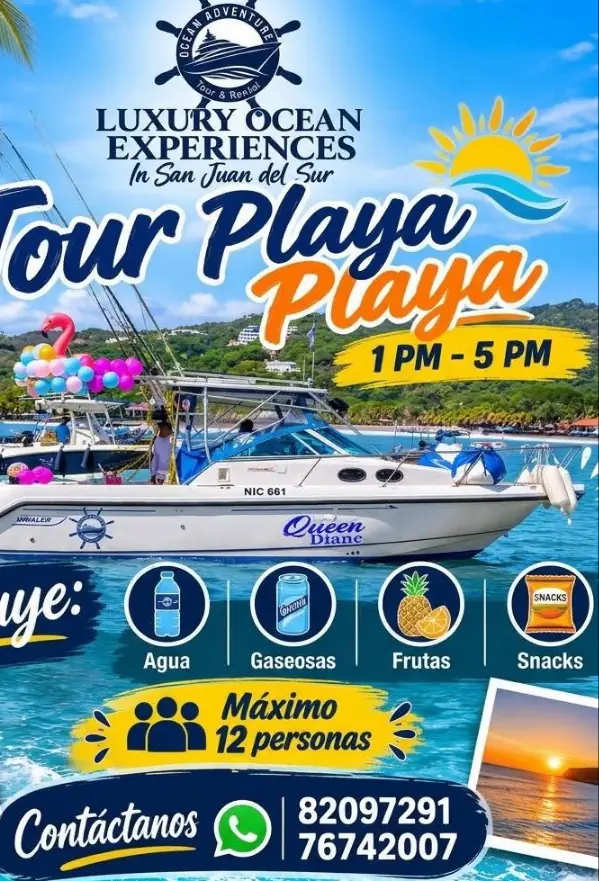 OCEAN ADVENTURE
Tour & Rental
LUXURY OCEAN
EXPERIENCES
In San Juan del Sur
Tour Playa
Playa
1 PM - 5 PM
NIC 661
WHALER
Queen
Diane
uye:
Agua
Gaseosas
Frutas
SNACKS
Snacks
Máximo
12 personas
Contáctanos
82097291
76742007